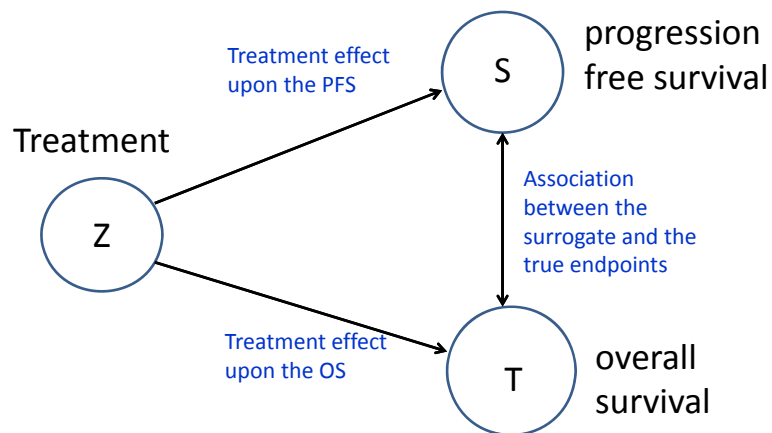 progression
free survival
Treatment effect
upon the PFS
S
Treatment
Z
Association
between the
surrogate and the
true endpoints
Treatment effect
upon the OS
T
overall
survival